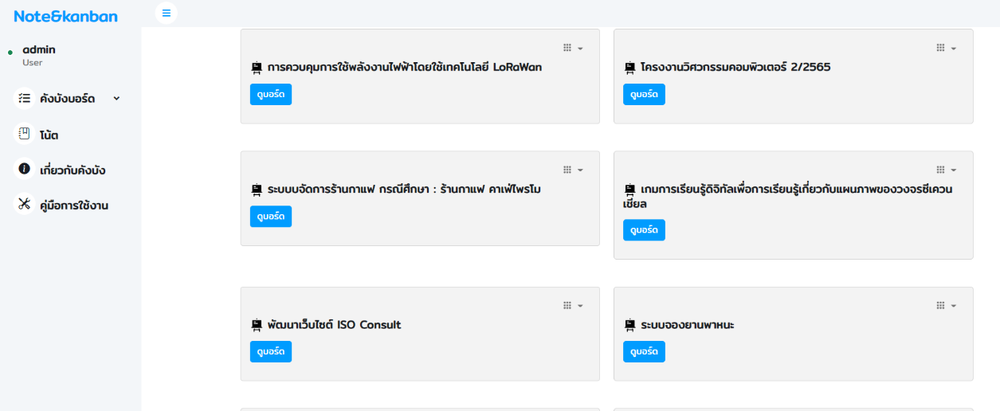 Note&kanban
admin
User
คังบังบอร์ด
โน้ต
เกี่ยวกับคังบัง
คู่มือการใช้งาน
การควบคุมการใช้พลังงานไฟฟ้าโดยใช้เทคโนโลยี LoRaWan
ดูบอร์ด
โครงงานวิศวกรรมคอมพิวเตอร์ 2/2565
ดูบอร์ด
ระบบบจัดการร้านกาแฟ กรณีศึกษา : ร้านกาแฟ คาเฟ่ไพรโม
ดูบอร์ด
เกมการเรียนรู้ดิจิทัลเพื่อการเรียนรู้เกี่ยวกับแผนภาพของวงจรซีเควน
เชียล
ดูบอร์ด
พัฒนาเว็บไซต์ ISO Consult
ดูบอร์ด
ระบบจองยานพาหนะ
ดูบอร์ด